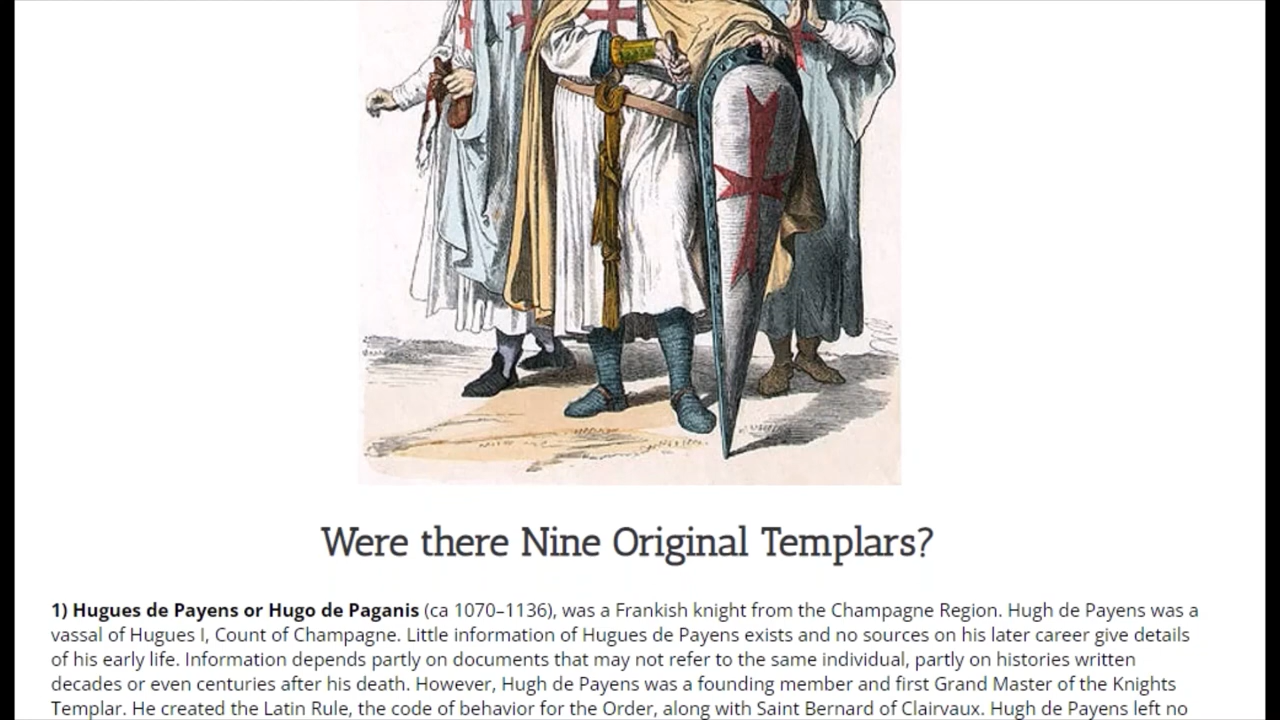 Were there Nine Original Templars?
1) Hugues de Payens or Hugo de Paganis (ca 1070–1136), was a Frankish knight from the Champagne Region. Hugh de Payens was a
vassal of Hugues I, Count of Champagne. Little information of Hugues de Payens exists and no sources on his later career give details
of his early life. Information depends partly on documents that may not refer to the same individual, partly on histories written
decades or even centuries after his death. However, Hugh de Payens was a founding member and first Grand Master of the Knights
Templar. He created the Latin Rule, the code of behavior for the Order, along with Saint Bernard of Clairvaux. Hugh de Payens left no